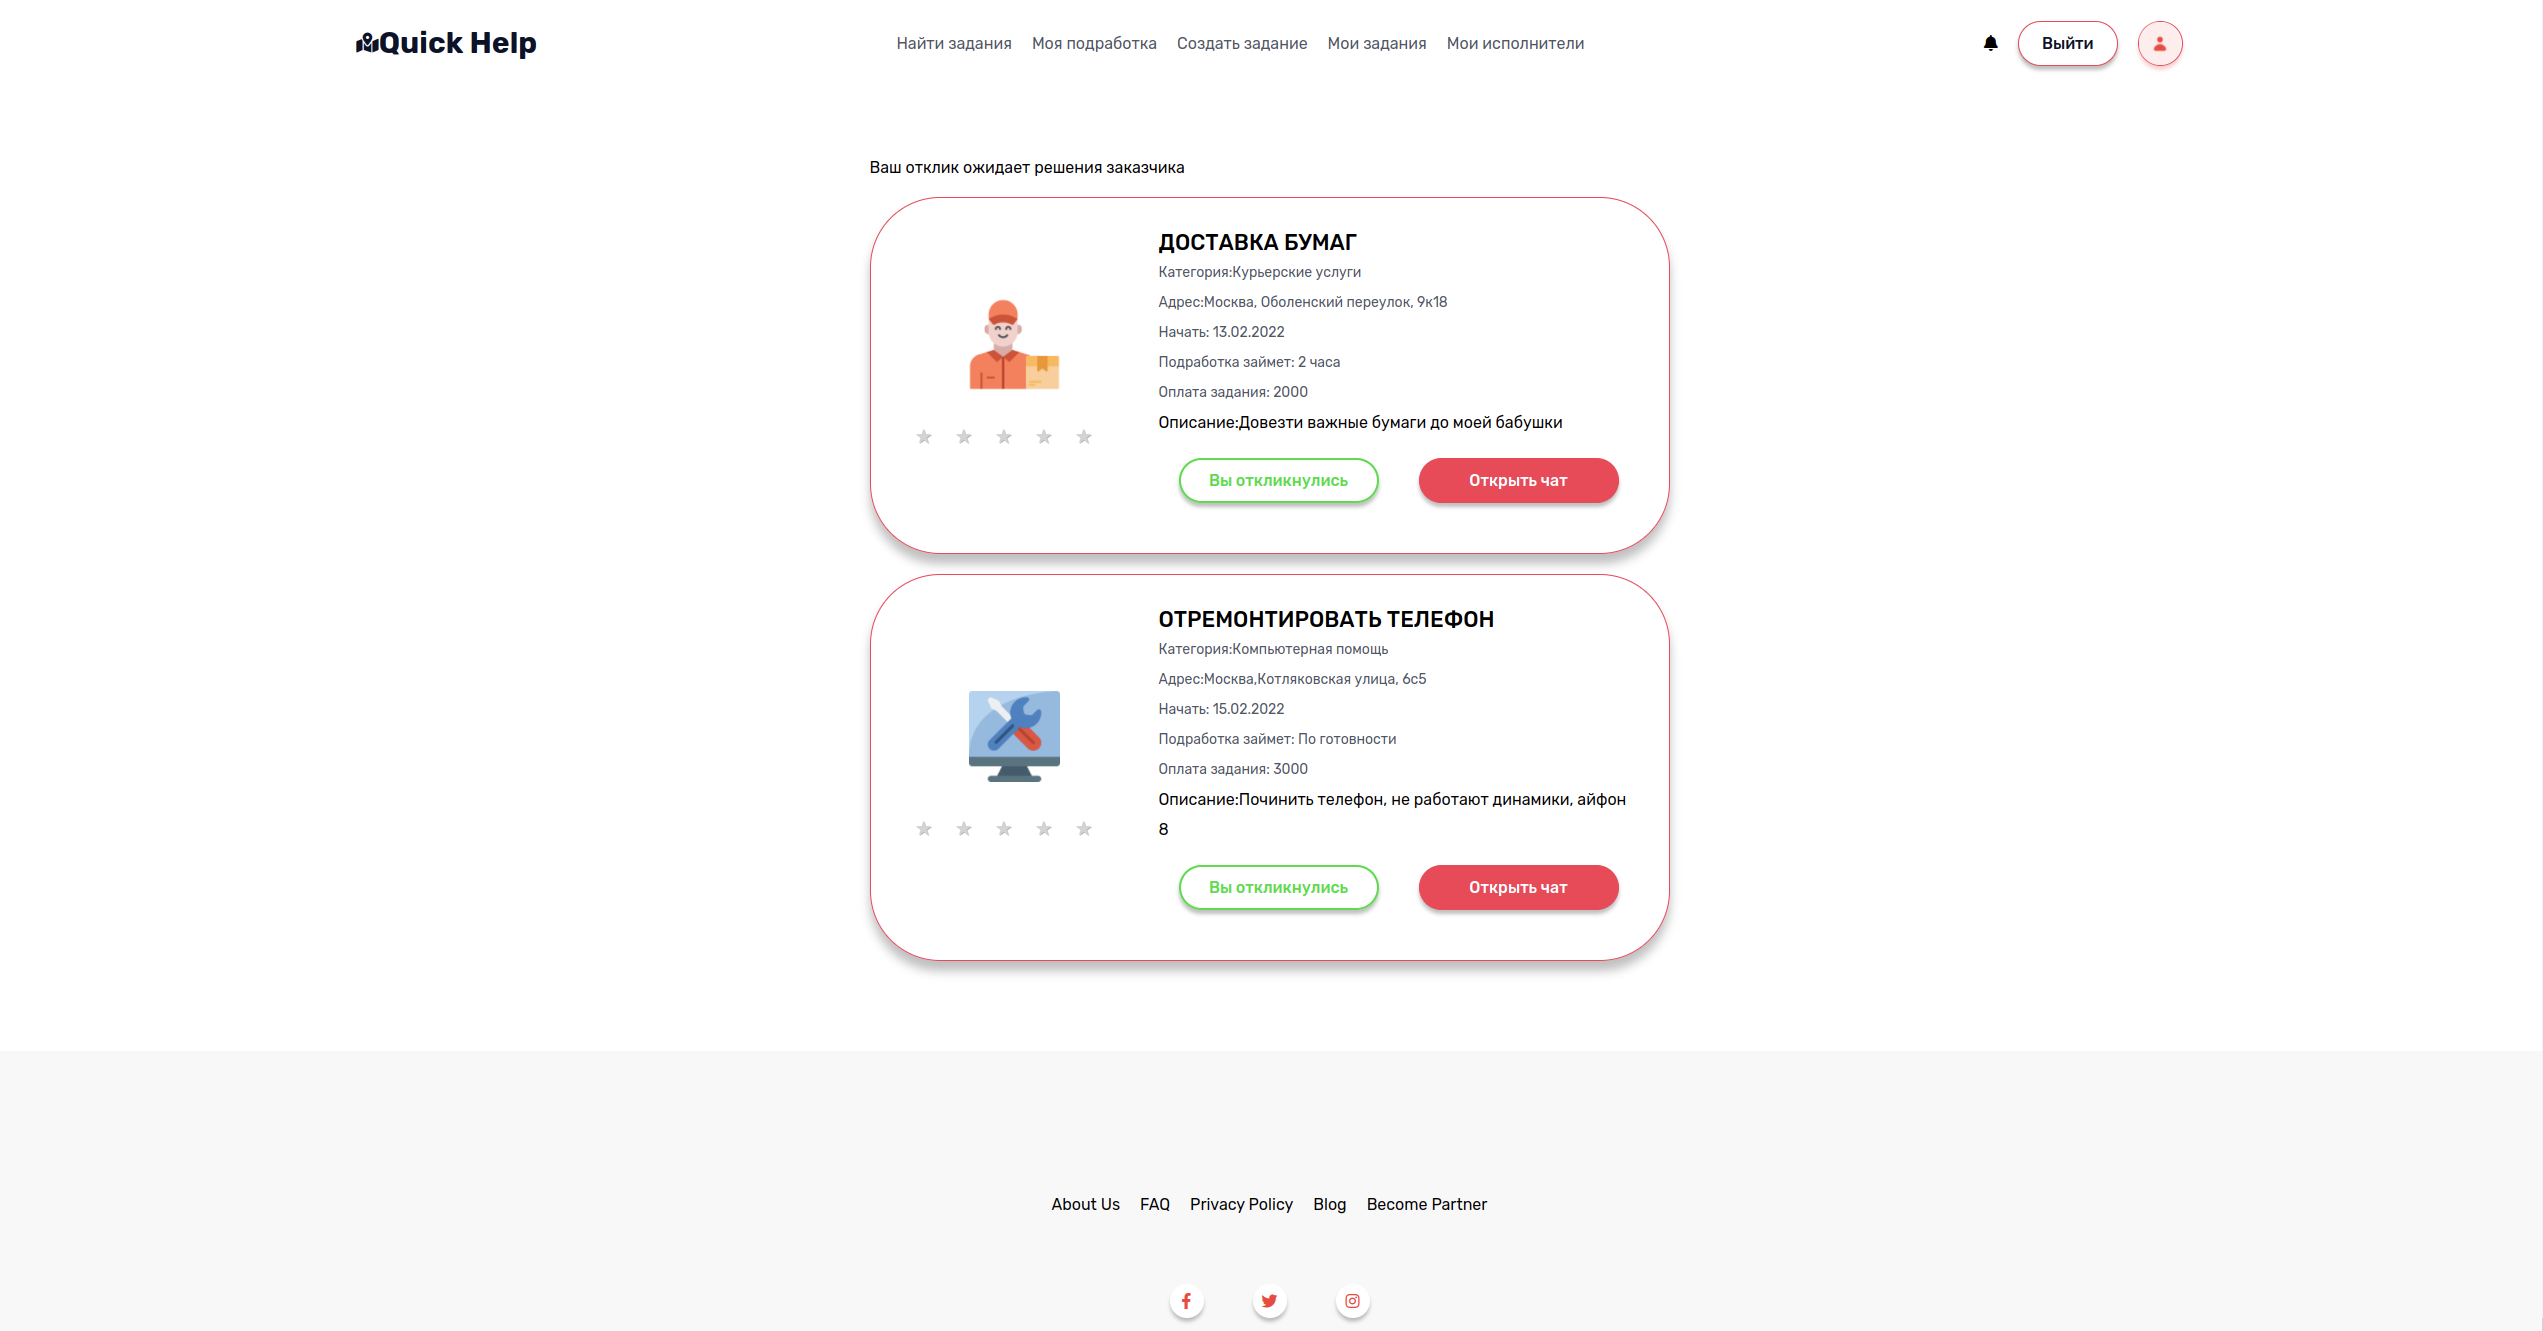 Quick Help
Найти задания Моя подработка Создать задание Мои задания Мои исполнители
Выйти
Ваш отклик ожидает решения заказчика
ДОСТАВКА БУМАГ
Категория:Курьерские услуги
Адрес:Москва, Оболенский переулок, 9к18
Начать: 13.02.2022
Подработка займет: 2 часа
Оплата задания: 2000
Описание:Довезти важные бумаги до моей бабушки
Вы откликнулись Открыть чат
ОТРЕМОНТИРОВАТЬ ТЕЛЕФОН
Категория:Компьютерная помощь
Адрес:Москва,Котляковская улица, 6с5
Начать: 15.02.2022
Подработка займет: По готовности
Оплата задания: 3000
Описание:Починить телефон, не работают динамики, айфон
8
Вы откликнулись Открыть чат
About Us FAQ Privacy Policy Blog Become Partner